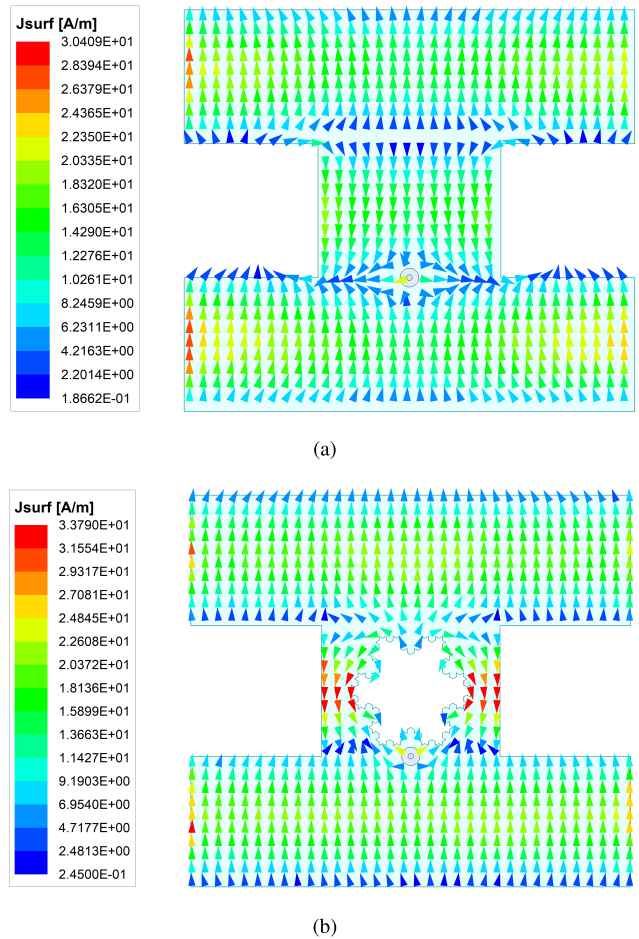 Jsurf [A/m]
3.0409E+01
2.8394E+01
2.6379E+01
2.4365E+01
2.2350E+01
2.0335E+01
1.8320E+01
1.6305E+01
1.4290E+01
1.2276E+01
1.0261E+01
8.2459E+00
6.2311E+00
4.2163E+00
2.2014E+00
1.8662E-01
(a)
Jsurf [A/m]
3.3790E+01
3.1554E+01
2.9317E+01
2.7081E+01
2.4845E+01
2.2608E+01
2.0372E+01
1.8136E+01
1.5899E+01
1.3663E+01
1.1427E+01
9.1903E+00
6.9540E+00
4.7177E+00
2.4813E+00
2.4500E-01
(b)